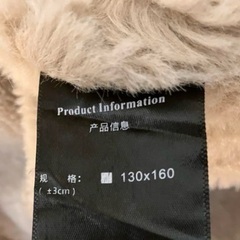 Product Information
产品信息
规 格: 130x160
(±3cm)